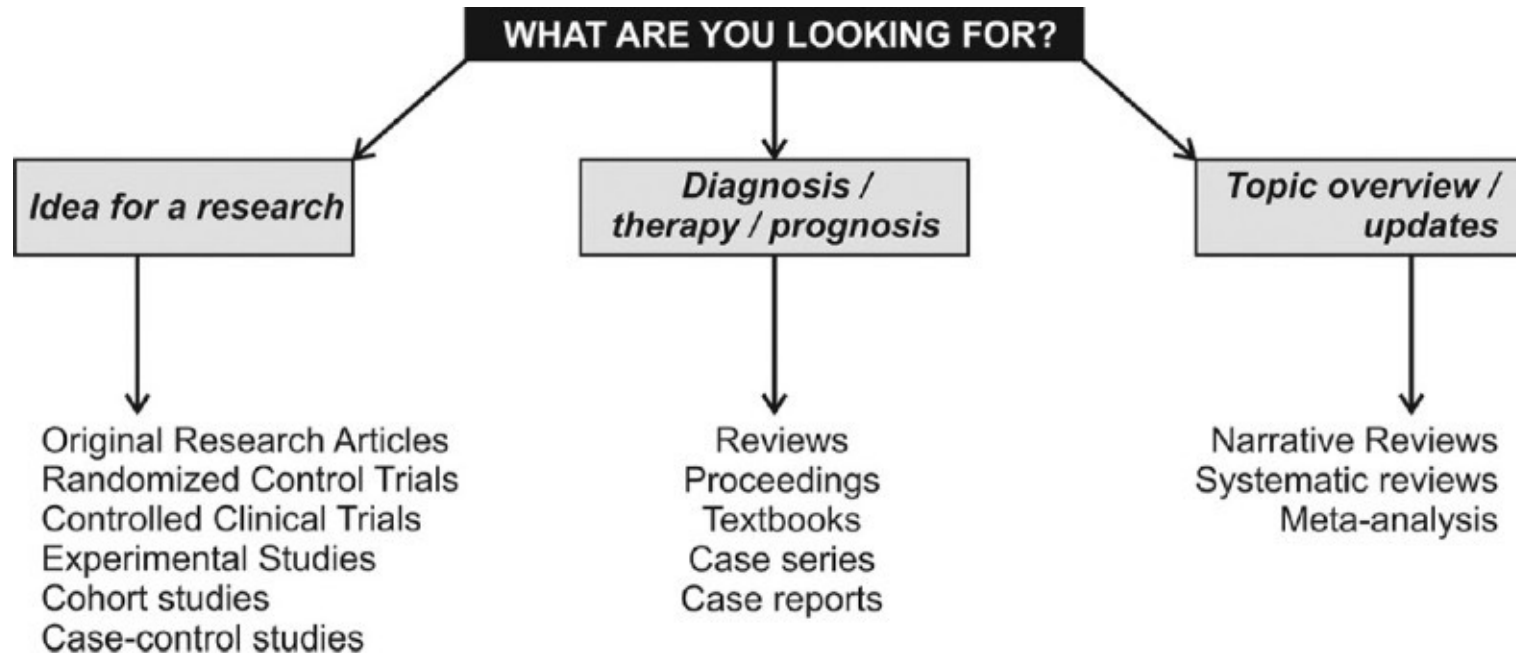 WHAT ARE YOU LOOKING FOR?
Idea for a research
Diagnosis /
therapy / prognosis
Topic overview /
updates
Original Research Articles
Randomized Control Trials
Controlled Clinical Trials
Experimental Studies
Cohort studies
Case-control studies
Reviews
Proceedings
Textbooks
Case series
Case reports
Narrative Reviews
Systematic reviews
Meta-analysis